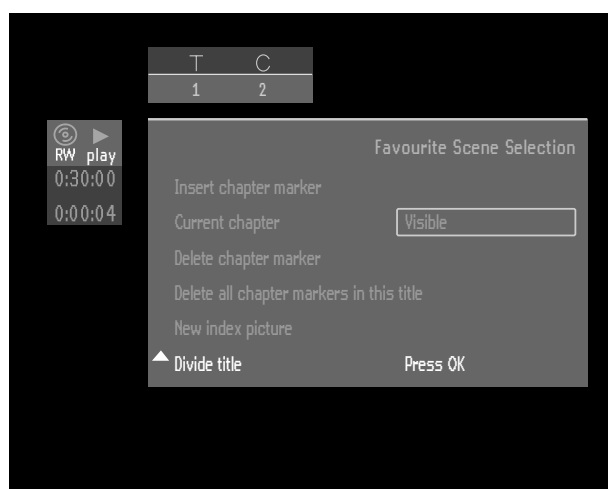 T C
1 2
RW play
0:30:00
0:00:04
Favourite Scene Selection
Insert chapter marker
Current chapter Visible
Delete chapter marker
Delete all chapter markers in this title
New index picture
Divide title Press OK